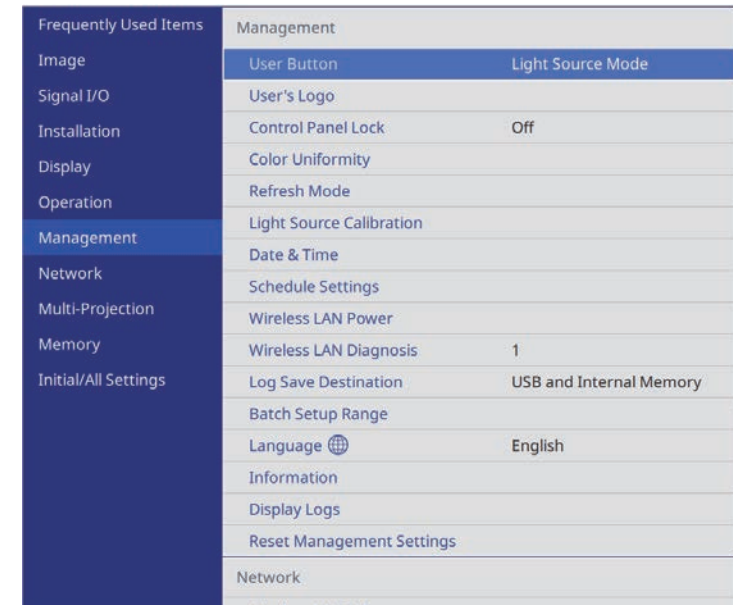 Frequently Used Items
Image
Signal I/O
Installation
Display
Operation
Management
Network
Multi-Projection
Memory
Initial/All Settings
Management
User Button Light Source Mode
User's Logo
Control Panel Lock Off
Color Uniformity
Refresh Mode
Light Source Calibration
Date & Time
Schedule Settings
Wireless LAN Power
Wireless LAN Diagnosis 1
Log Save Destination USB and Internal Memory
Batch Setup Range
Language English
Information
Display Logs
Reset Management Settings
Network